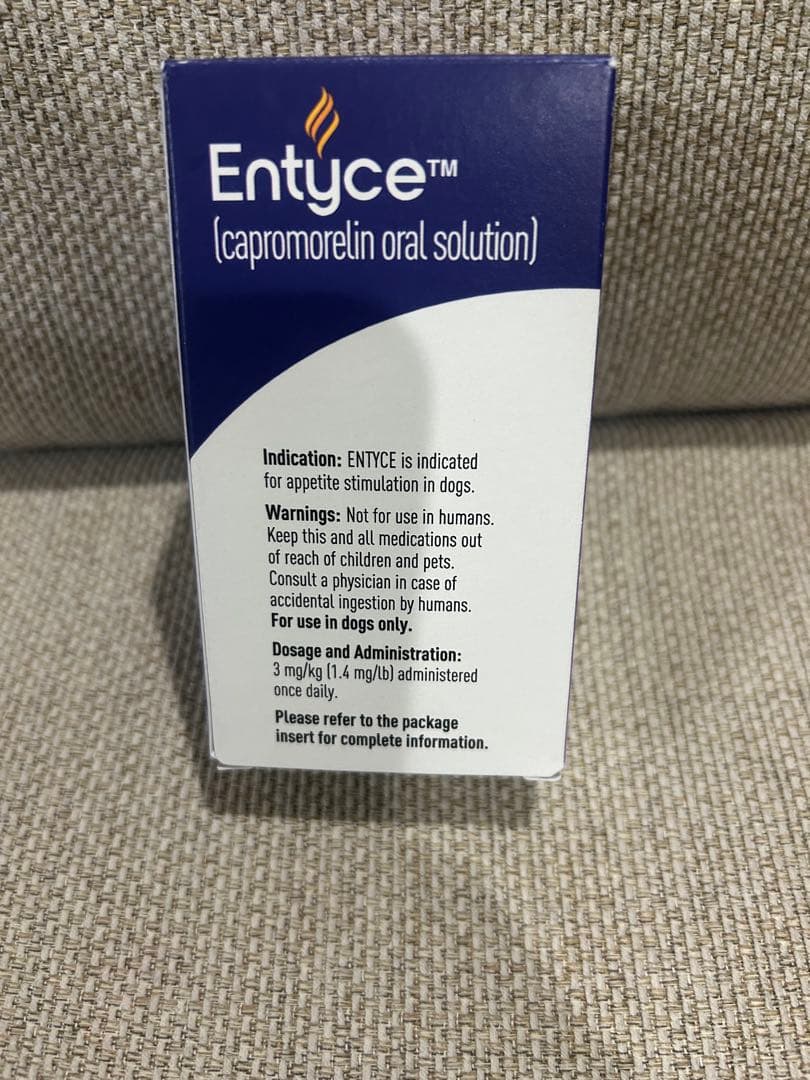 Entyce™
(capromorelin oral solution)
Indication: ENTYCE is indicated
for appetite stimulation in dogs.
Warnings: Not for use in humans.
Keep this and all medications out
of reach of children and pets.
Consult a physician in case of
accidental ingestion by humans.
For use in dogs only.
Dosage and Administration:
3 mg/kg (1.4 mg/lb) administered
once daily.
Please refer to the package
insert for complete information.